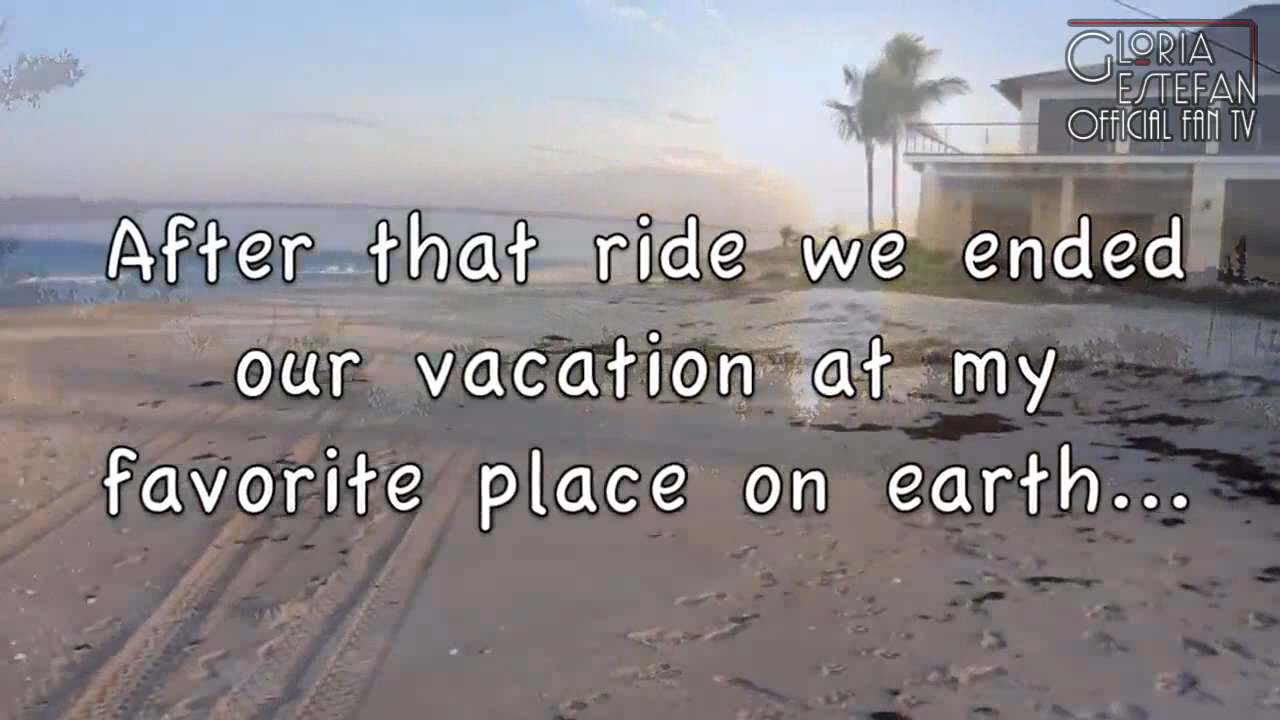 GLORIA
ESTEFAN
OFFICIAL FAN TV
After that ride we ended
our vacation at my
favorite place on earth...